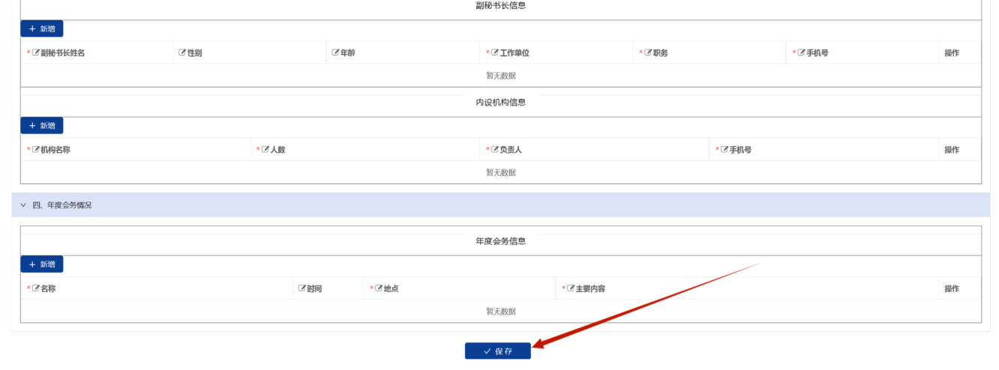 副秘书长信息
+ 新增
* 副秘书长姓名 性别 年龄 * 工作单位 * 职务 * 手机号 操作
暂无数据
内设机构信息
+ 新增
* 机构名称 * 人数 * 负责人 * 手机号 操作
暂无数据
四、年度会务情况
年度会务信息
+ 新增
* 名称 时间 * 地点 * 主要内容 操作
暂无数据
保存